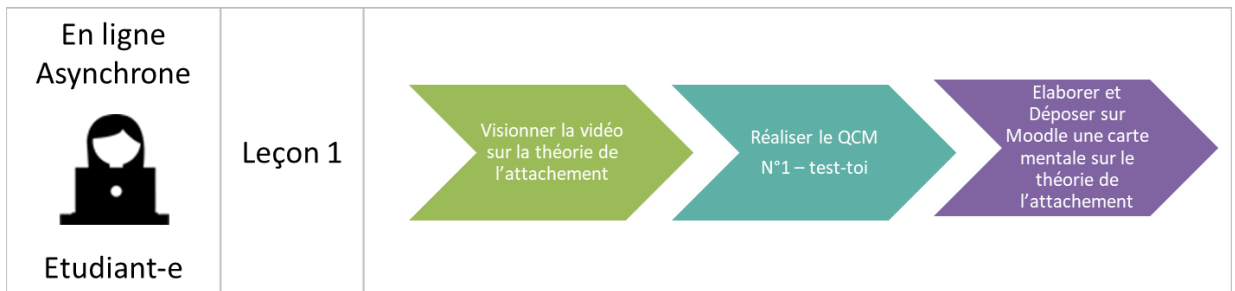 En ligne
Asynchrone
Etudiant-e
Leçon 1
Visionner la vidéo
sur la théorie de
l'attachement
Réaliser le QCM
N°1 – test-toi
Elaborer et
Déposer sur
Moodle une carte
mentale sur le
théorie de
l'attachement